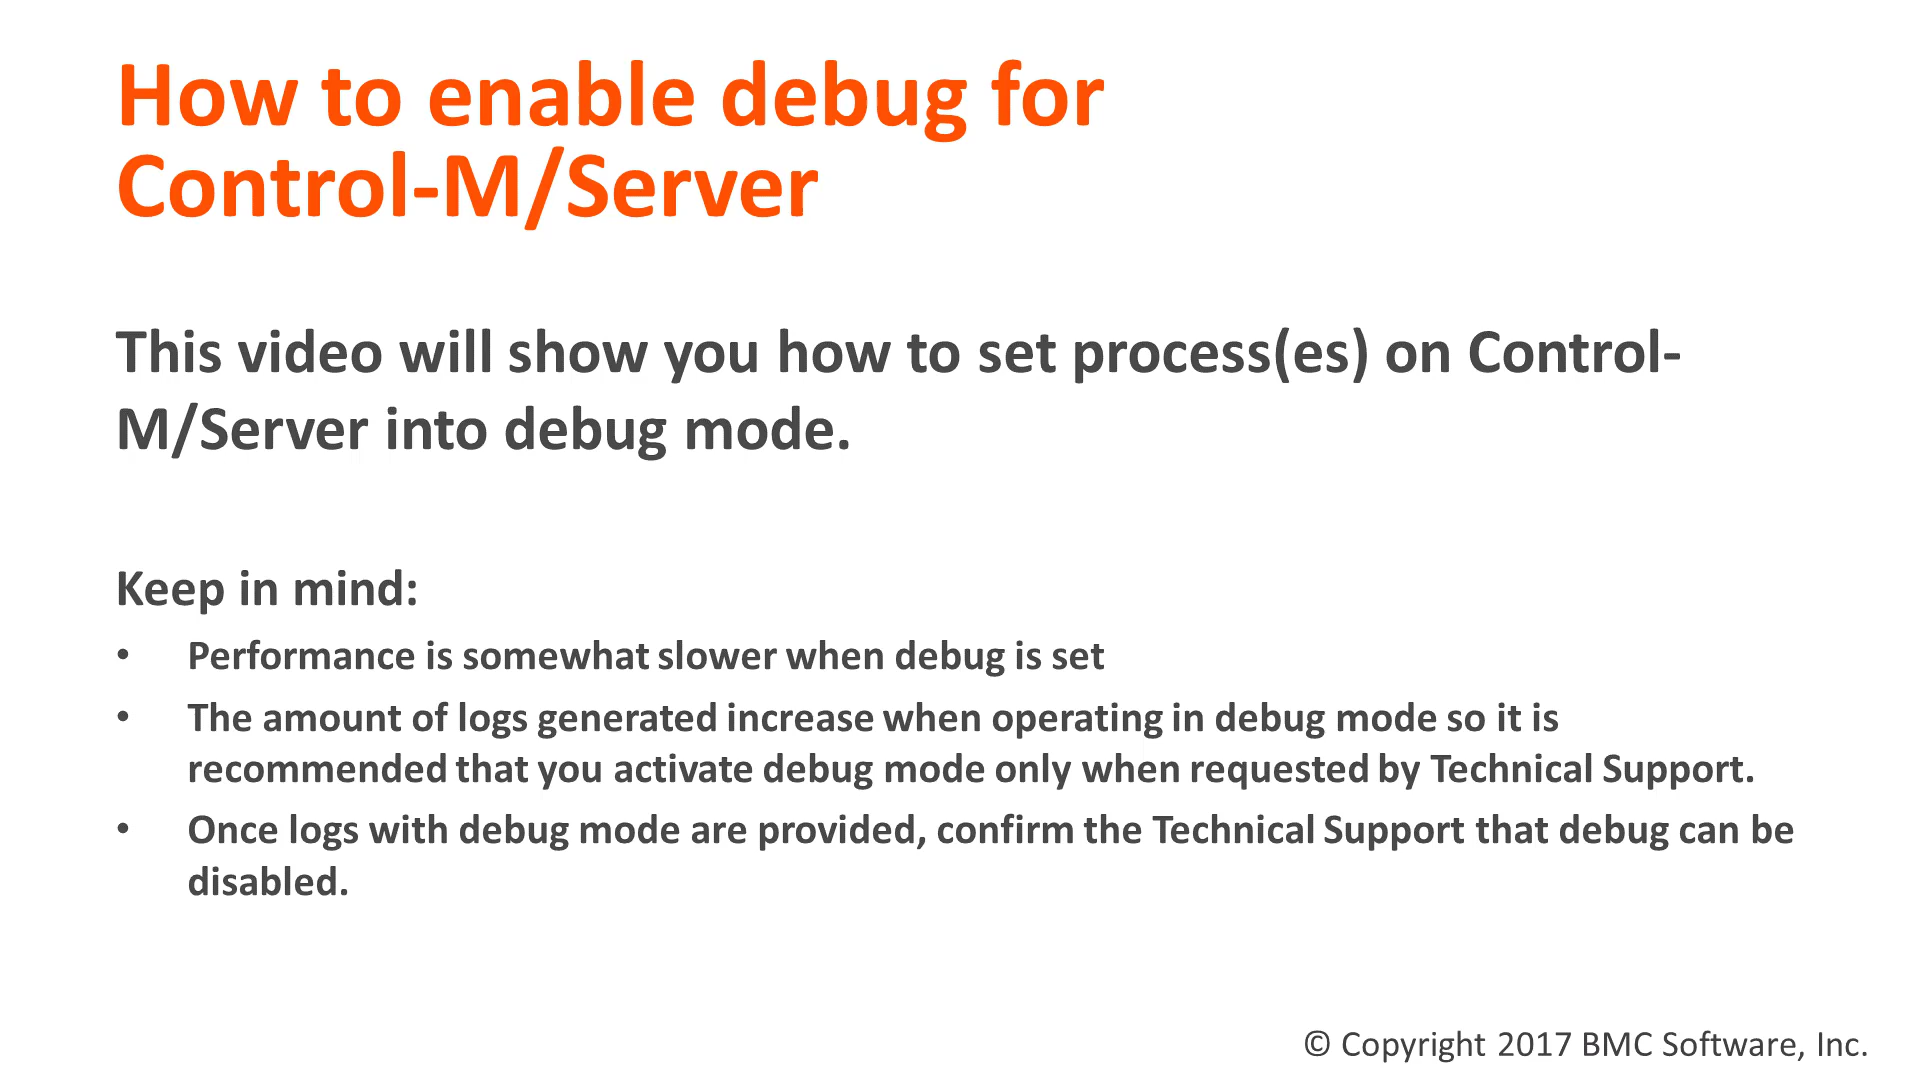 How to enable debug for
Control-M/Server
This video will show you how to set process(es) on Control-
M/Server into debug mode.
Keep in mind:
• Performance is somewhat slower when debug is set
• The amount of logs generated increase when operating in debug mode so it is
recommended that you activate debug mode only when requested by Technical Support.
• Once logs with debug mode are provided, confirm the Technical Support that debug can be
disabled.
© Copyright 2017 BMC Software, Inc.